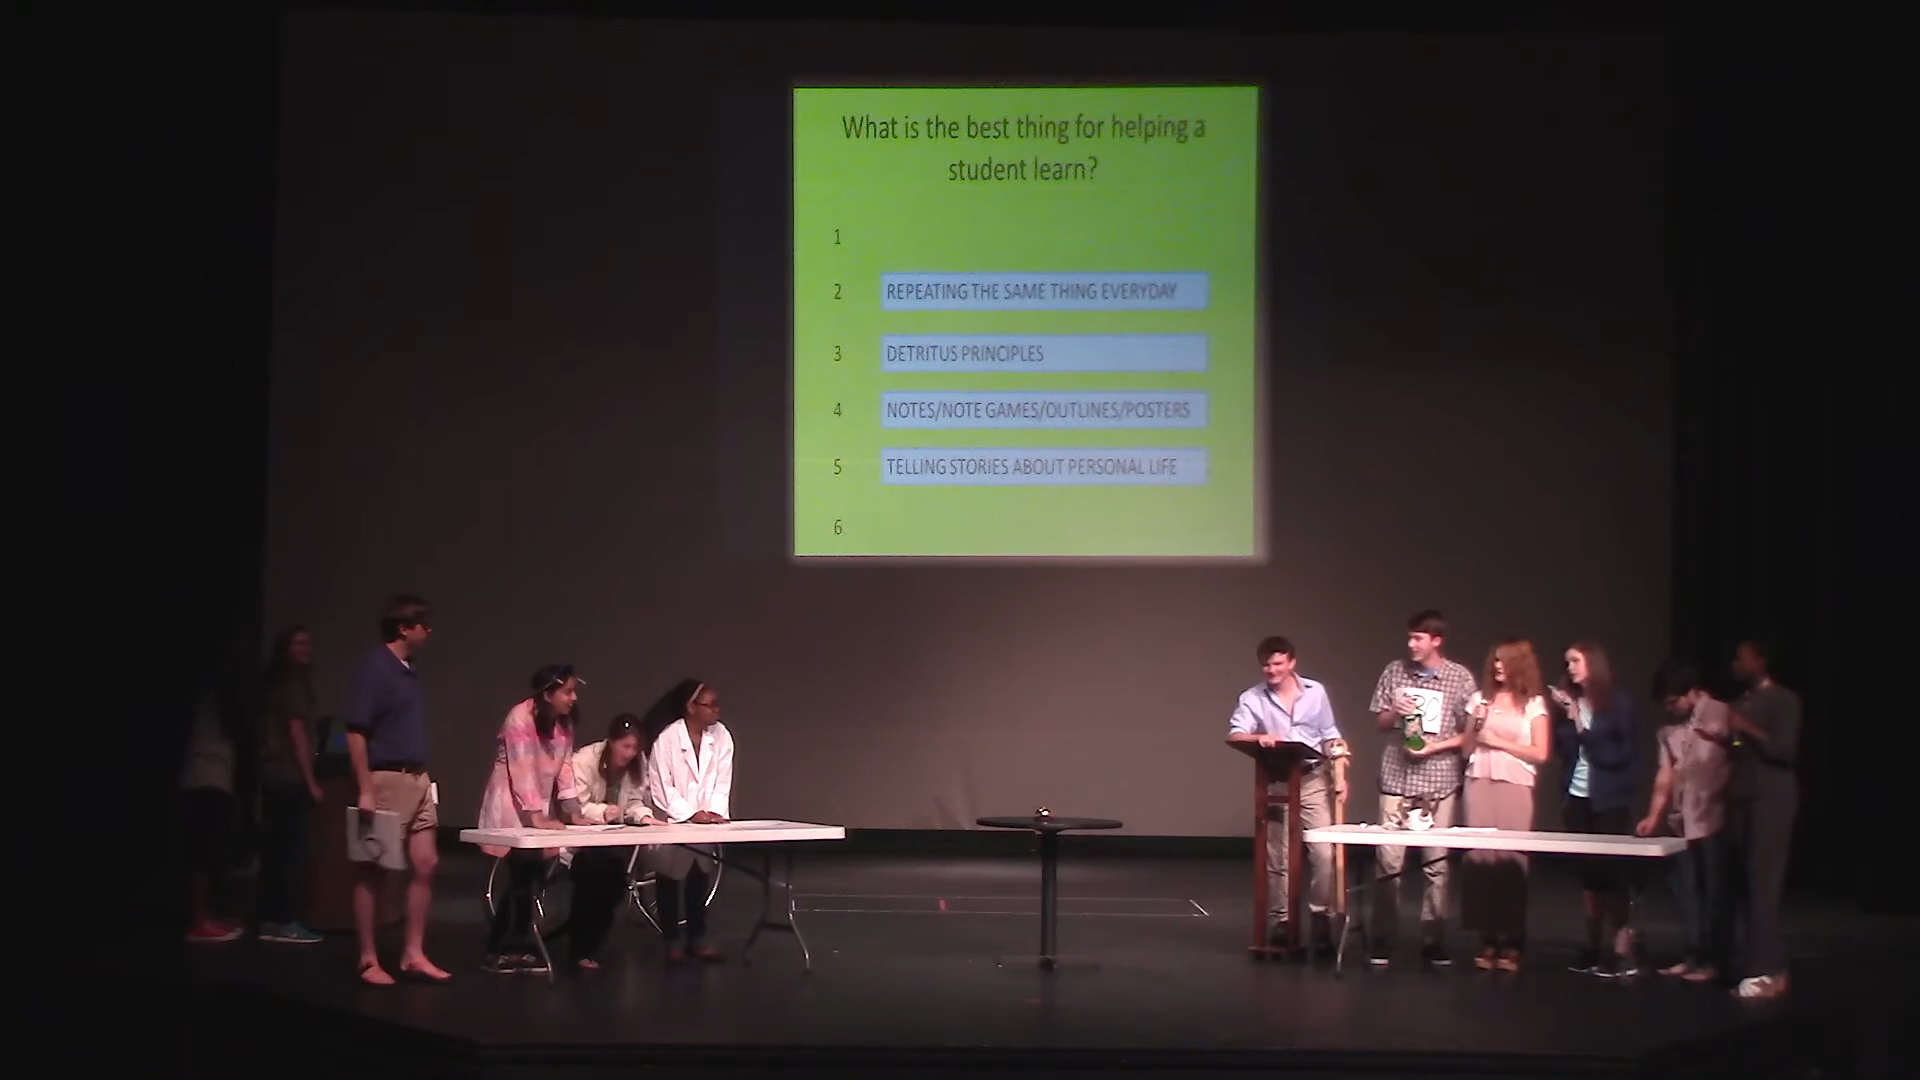 What is the best thing for helping a
student learn?
1
2 REPEATING THE SAME THING EVERYDAY
3 DETRITUS PRINCIPLES
4 NOTES/NOTE GAMES/OUTLINES/POSTERS
5 TELLING STORIES ABOUT PERSONAL LIFE
6